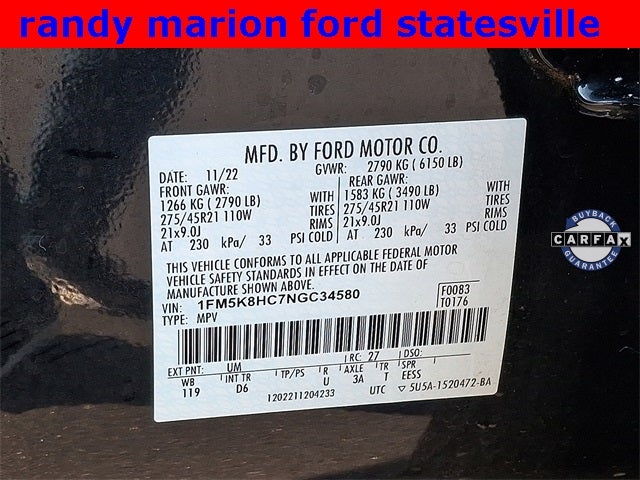 randy marion ford statesville
MFD. BY FORD MOTOR CO.
DATE: 11/22 GVWR: 2790 KG ( 6150 LB)
FRONT GAWR: REAR GAWR:
1266 KG ( 2790 LB) WITH 1583 KG ( 3490 LB) WITH
275/45R21 110W TIRES 275/45R21 110W TIRES
21x9.0J RIMS 21x9.0J RIMS
AT 230 kPa/ 33 PSI COLD AT 230 kPa/ 33 PSI COLD
THIS VEHICLE CONFORMS TO ALL APPLICABLE FEDERAL MOTOR
VEHICLE SAFETY STANDARDS IN EFFECT ON THE DATE OF
MANUFACTURE SHOWN ABOVE.
VIN: 1FM5K8HC7NGC34580 F0083
TYPE: MPV T0176
EXT PNT: UM RC: 27 DSO:
WB INT TR TP/PS R AXLE TR SPR
119 D6 U 3A T EESS
1202211204233 UTC ▽ 5U5A-1520472-BA
BUYBACK
CARFAX
GUARANTEE